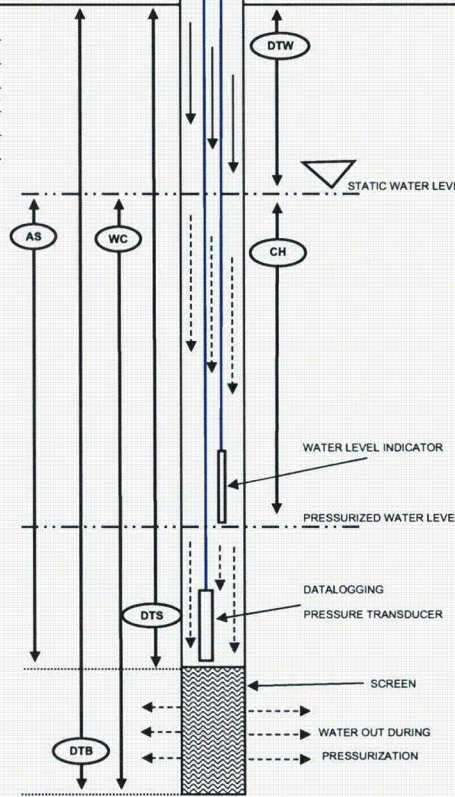 DTW
STATIC WATER LEVE
AS
WC
CH
WATER LEVEL INDICATOR
PRESSURIZED WATER LEVE
DATALOGGING
PRESSURE TRANSDUCER
DTS
SCREEN
WATER OUT DURING
PRESSURIZATION
DTB